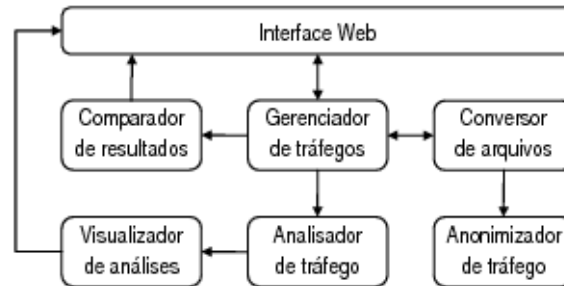 Interface Web
Comparador
de resultados
Gerenciador
de tráfegos
Conversor
de arquivos
Visualizador
de análises
Analisador
de tráfego
Anonimizador
de tráfego